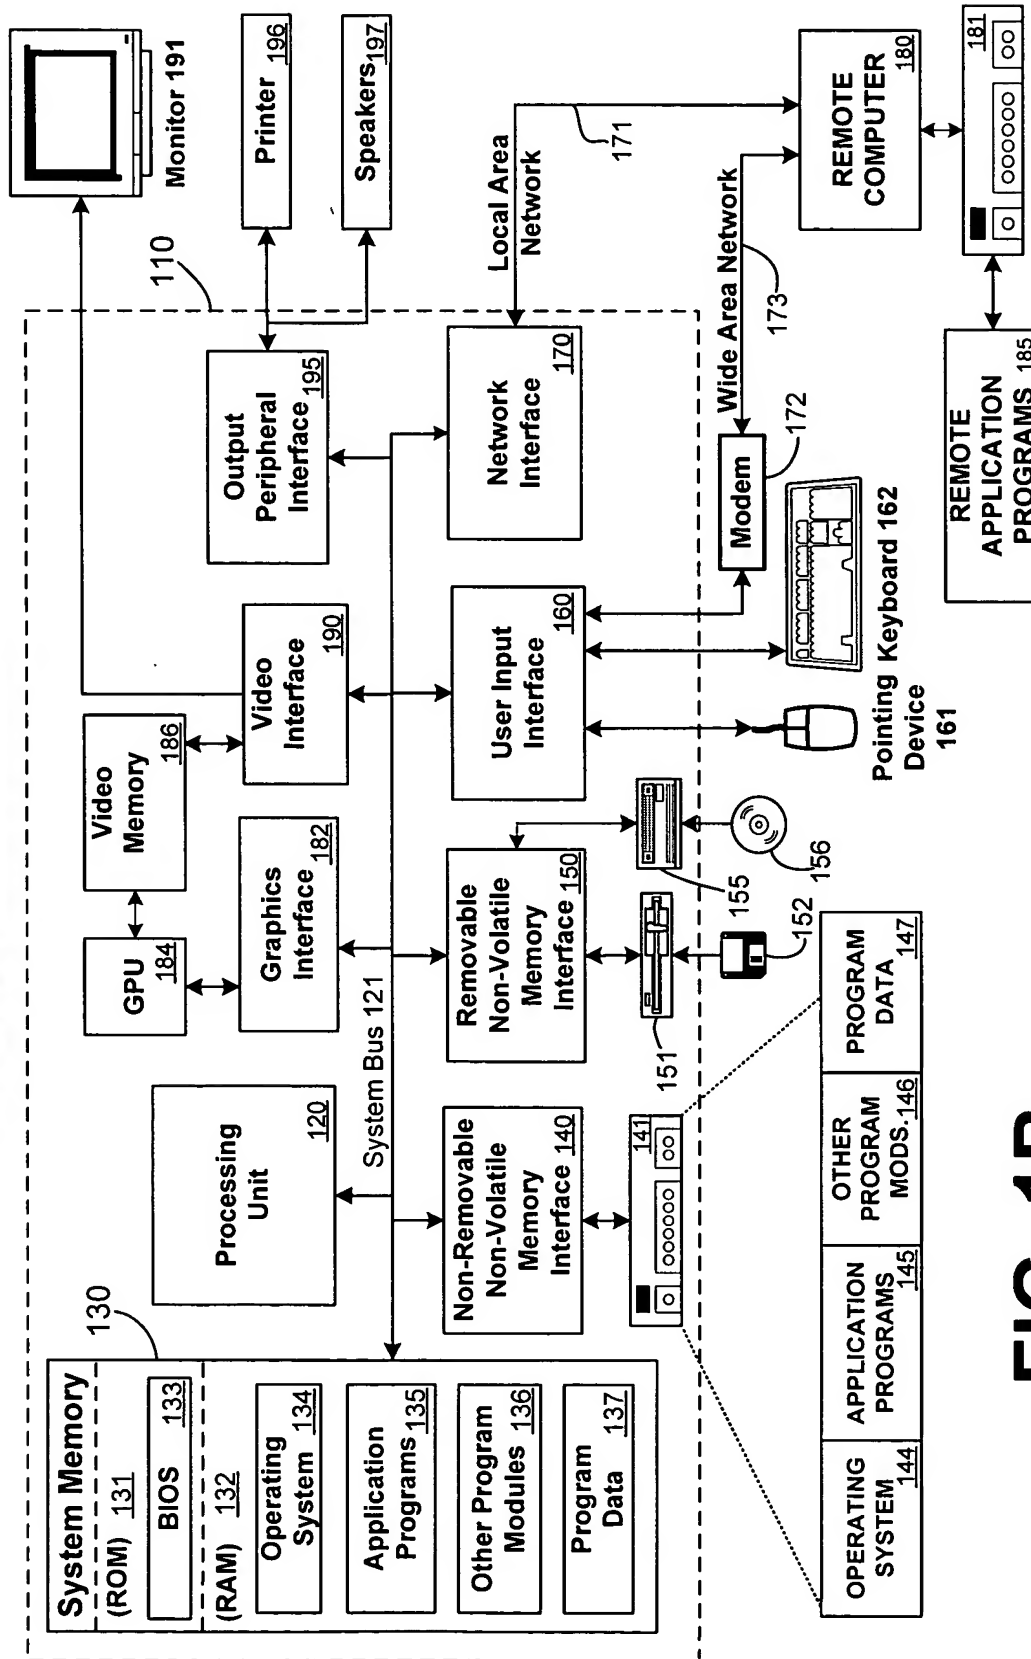 System Memory
(ROM) 131
BIOS 133
(RAM) 132
Operating
System 134
Application
Programs 135
Other Program
Modules 136
Program
Data 137
130
Processing
Unit
120
System Bus 121
GPU
184
Video
Memory
186
Graphics
Interface
182
Video
Interface
190
Output
Peripheral
Interface 195
110
Monitor 191
Printer 196
Speakers 197
Non-Removable
Non-Volatile
Memory
Interface 140
Removable
Non-Volatile
Memory
Interface 150
User Input
Interface
160
Network
Interface
170
Local Area
Network
171
141
151
152
155
156
Modem
172
Wide Area Network
173
Pointing
Device
161
Keyboard 162
REMOTE
COMPUTER
180
181
REMOTE
APPLICATION
PROGRAMS 185
OPERATING
SYSTEM 144
APPLICATION
PROGRAMS 145
OTHER
PROGRAM
MODS. 146
PROGRAM
DATA 147